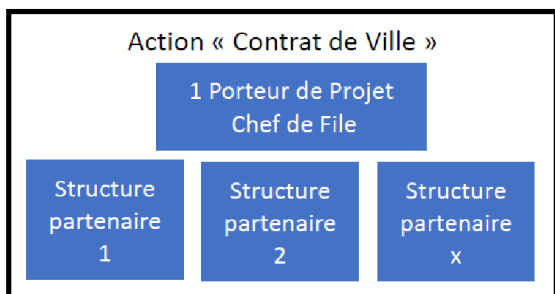 Action « Contrat de Ville »
1 Porteur de Projet
Chef de File
Structure
partenaire
1
Structure
partenaire
2
Structure
partenaire
x